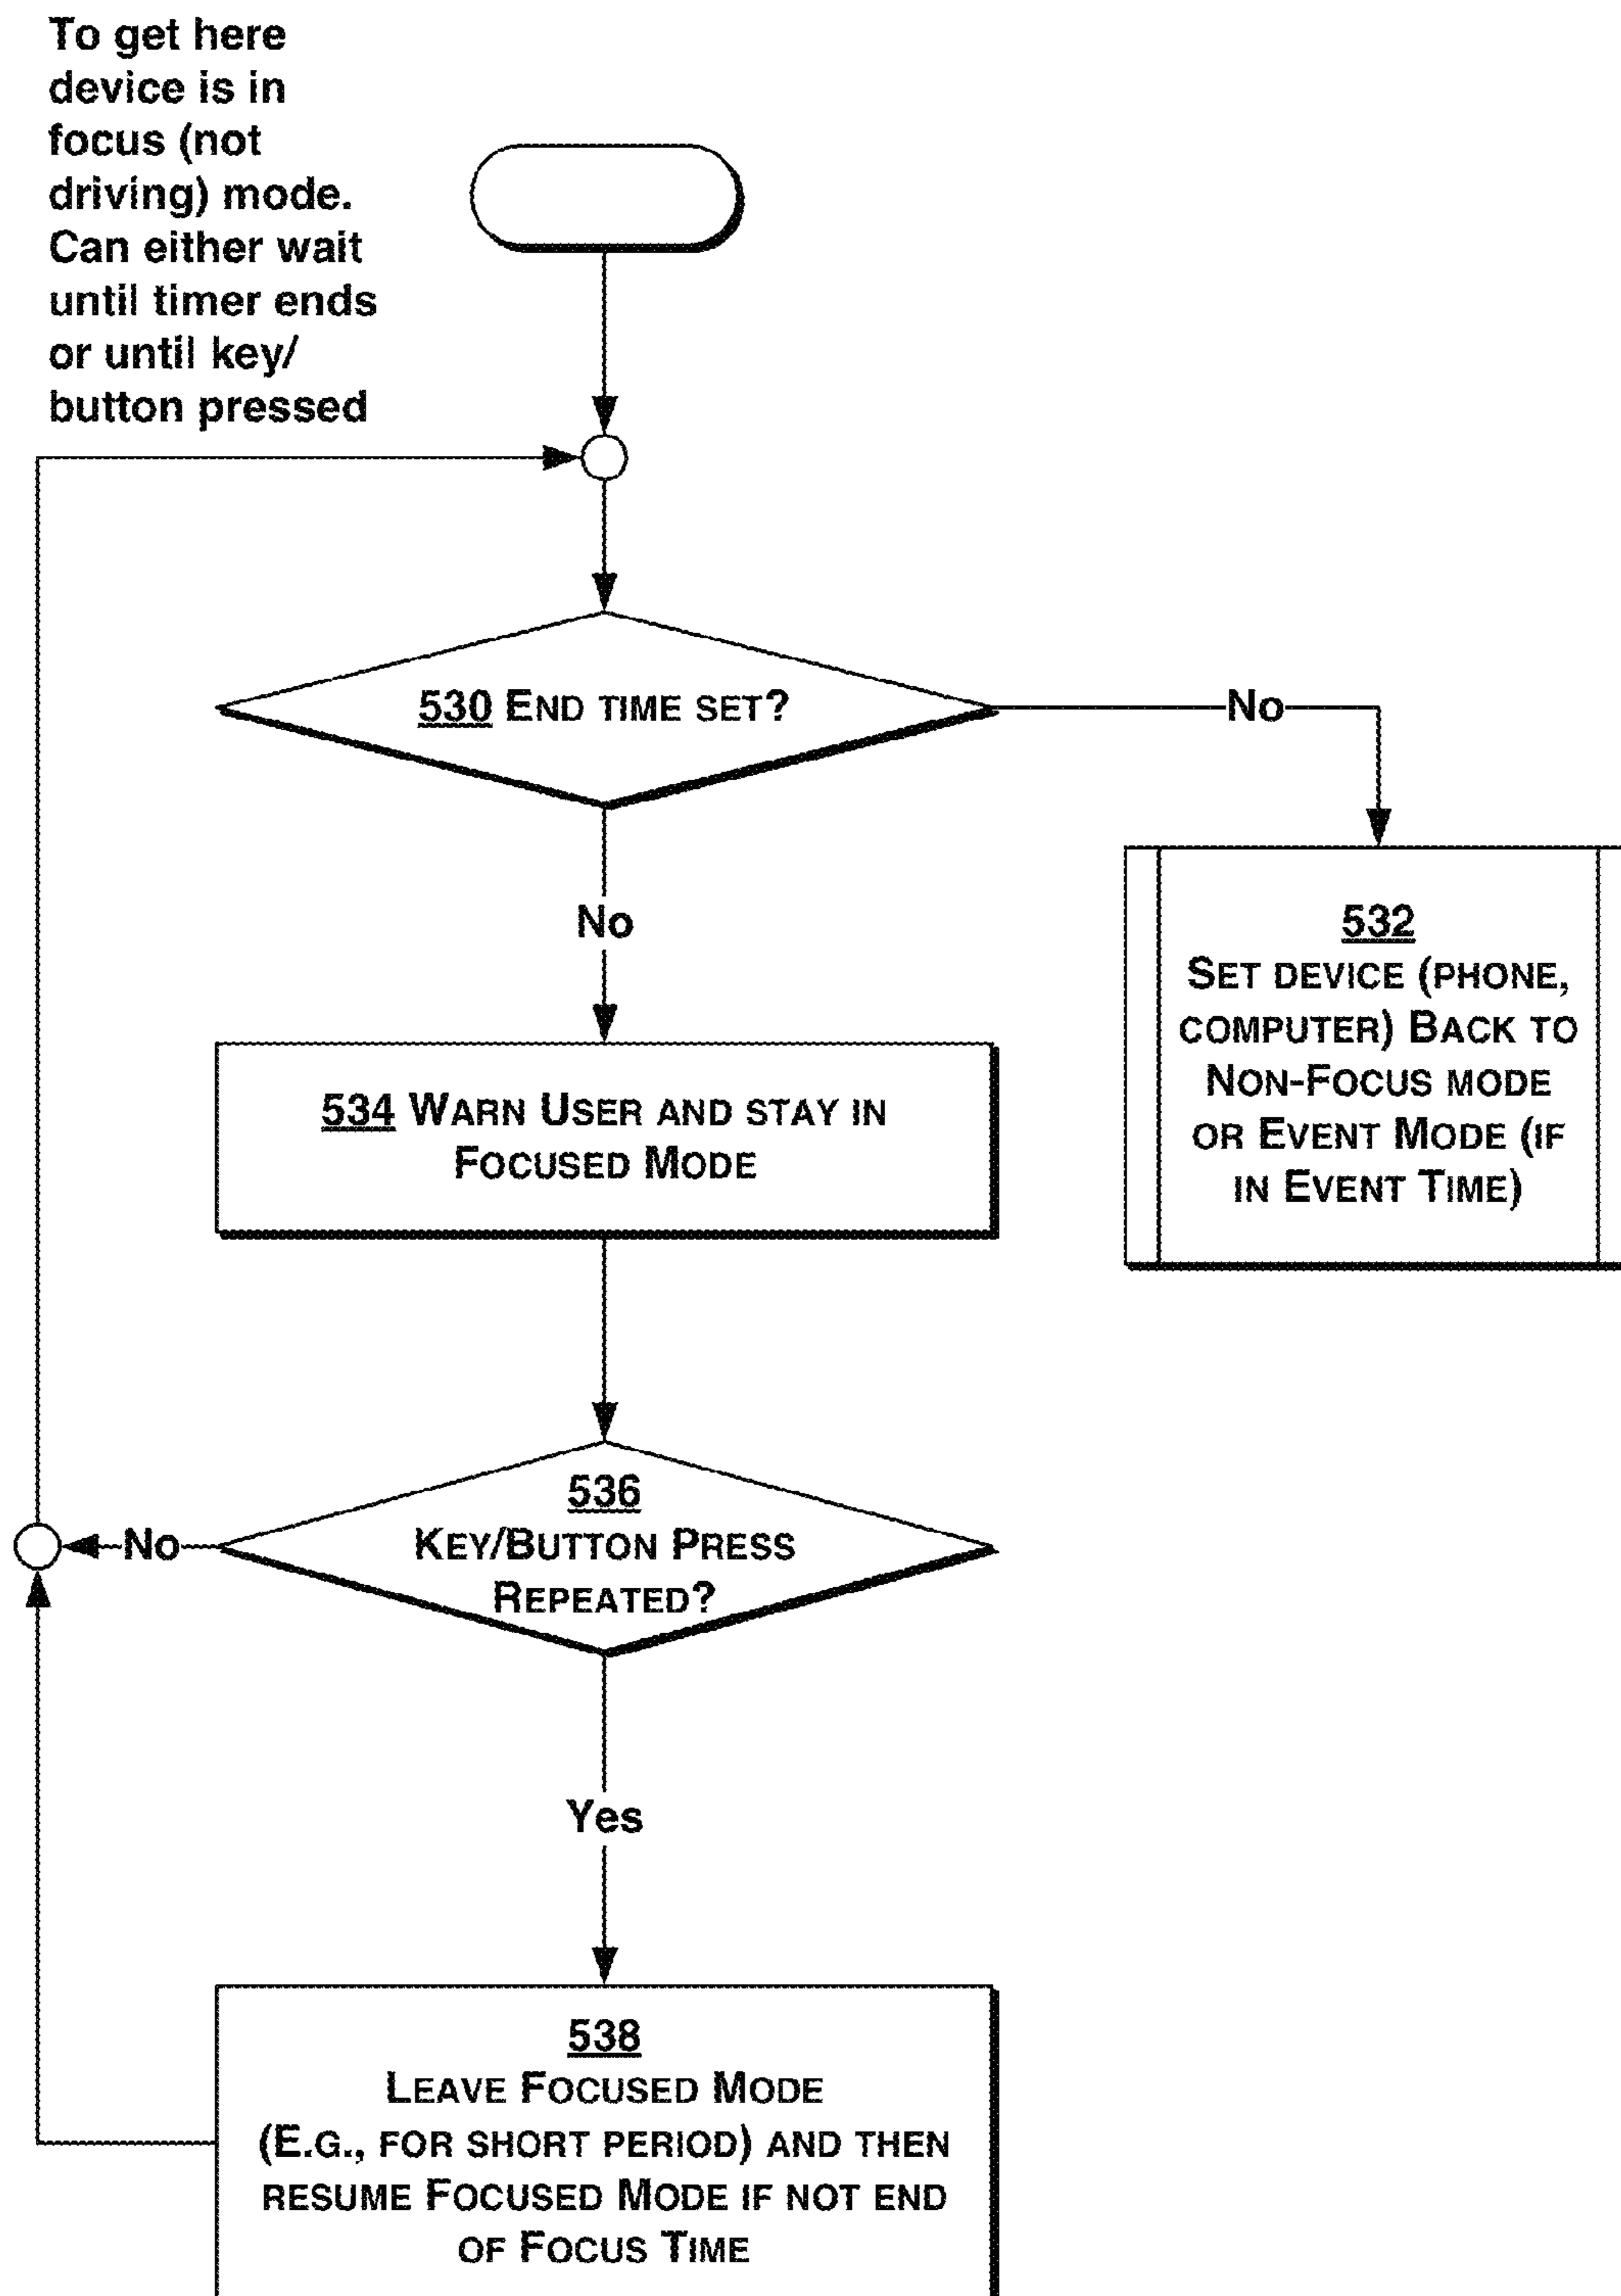 To get here
device is in
focus (not
driving) mode.
Can either wait
until timer ends
or until key/
button pressed
530 END TIME SET?
No
No
532
SET DEVICE (PHONE,
COMPUTER) BACK TO
NON-FOCUS MODE
OR EVENT MODE (IF
IN EVENT TIME)
534 WARN USER AND STAY IN
FOCUSED MODE
536
KEY/BUTTON PRESS
REPEATED?
No
Yes
538
LEAVE FOCUSED MODE
(E.G., FOR SHORT PERIOD) AND THEN
RESUME FOCUSED MODE IF NOT END
OF FOCUS TIME